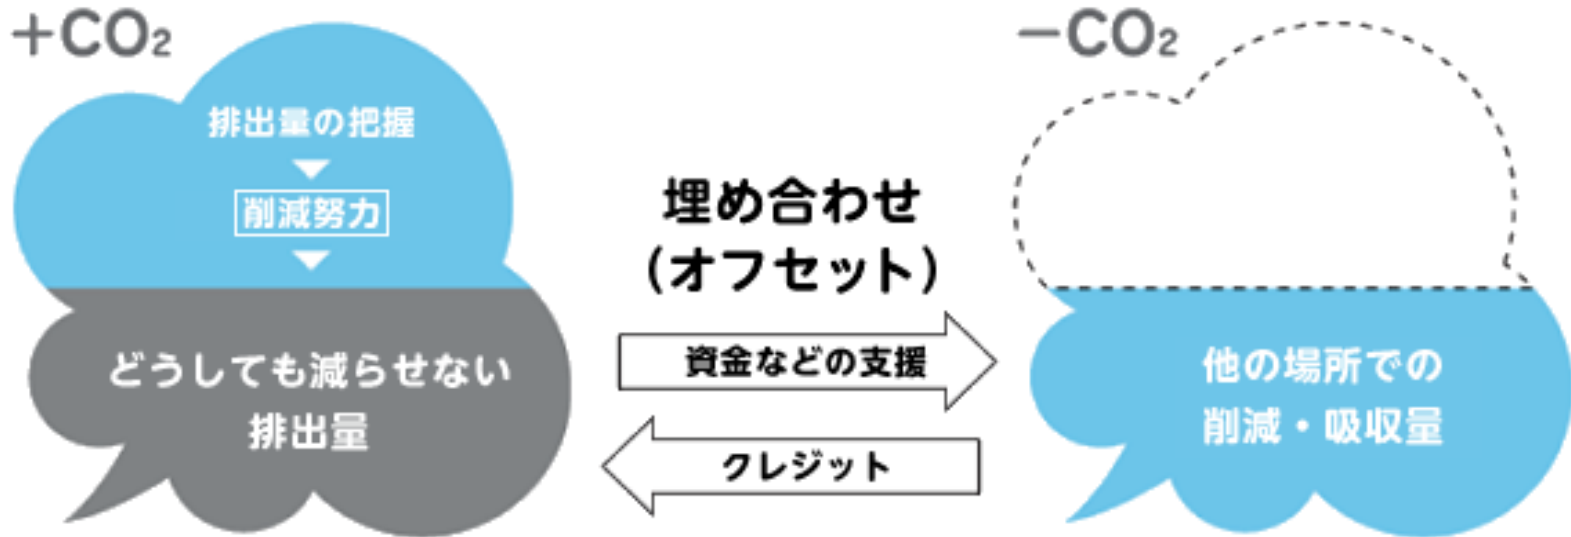 +CO₂
排出量の把握
削減努力
どうしても減らせない
排出量
埋め合わせ
(オフセット)
資金などの支援
クレジット
−CO₂
他の場所での
削減・吸収量